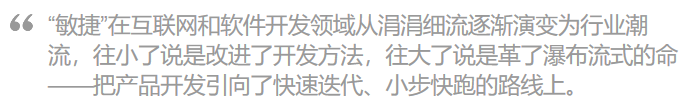 “敏捷”在互联网和软件开发领域从涓涓细流逐渐演变为行业潮
流，往小了说是改进了开发方法，往大了说是革了瀑布流式的命
——把产品开发引向了快速迭代、小步快跑的路线上。